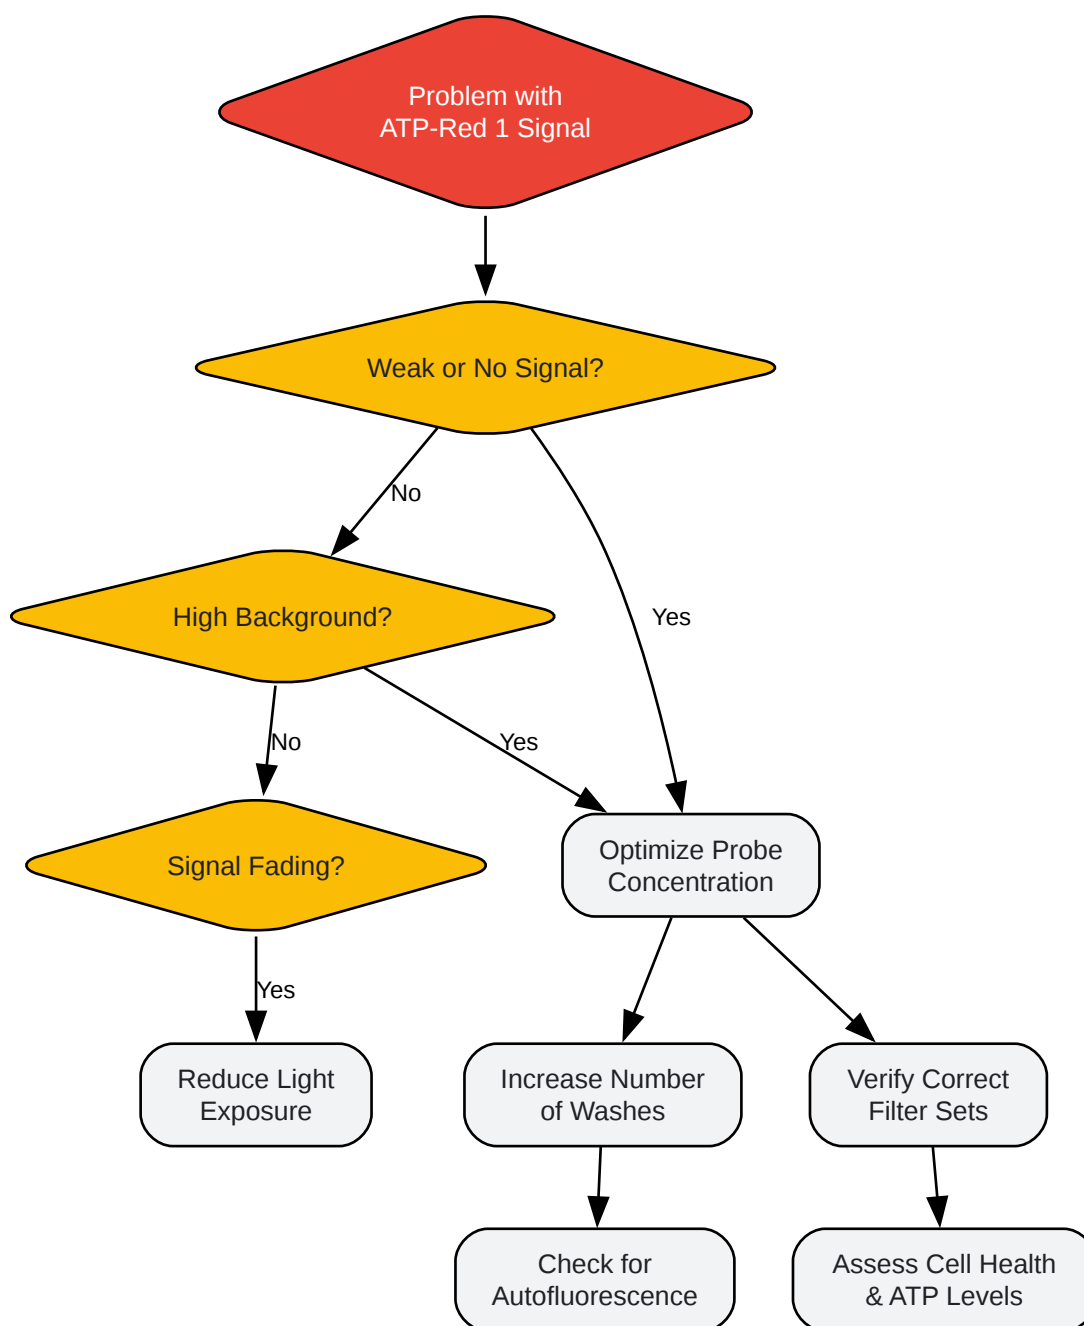 Problem with
ATP-Red 1 Signal
Weak or No Signal?
No
Yes
High Background?
No
Yes
Signal Fading?
Optimize Probe
Concentration
Yes
Reduce Light
Exposure
Increase Number
of Washes
Verify Correct
Filter Sets
Check for
Autofluorescence
Assess Cell Health
& ATP Levels